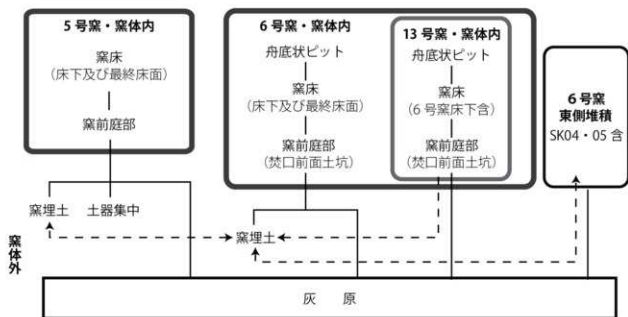 5号窯・窯体内
窯床
(床下及び最終床面)
窯前庭部
6号窯・窯体内
舟底状ピット
窯床
(床下及び最終床面)
窯前庭部
(焚口前面土坑)
13号窯・窯体内
舟底状ピット
窯床
(6号窯床下含)
窯前庭部
(焚口前面土坑)
6号窯
東側堆積
SK04・05含
窯埋土
土器集中
窯埋土
窯体外
灰原